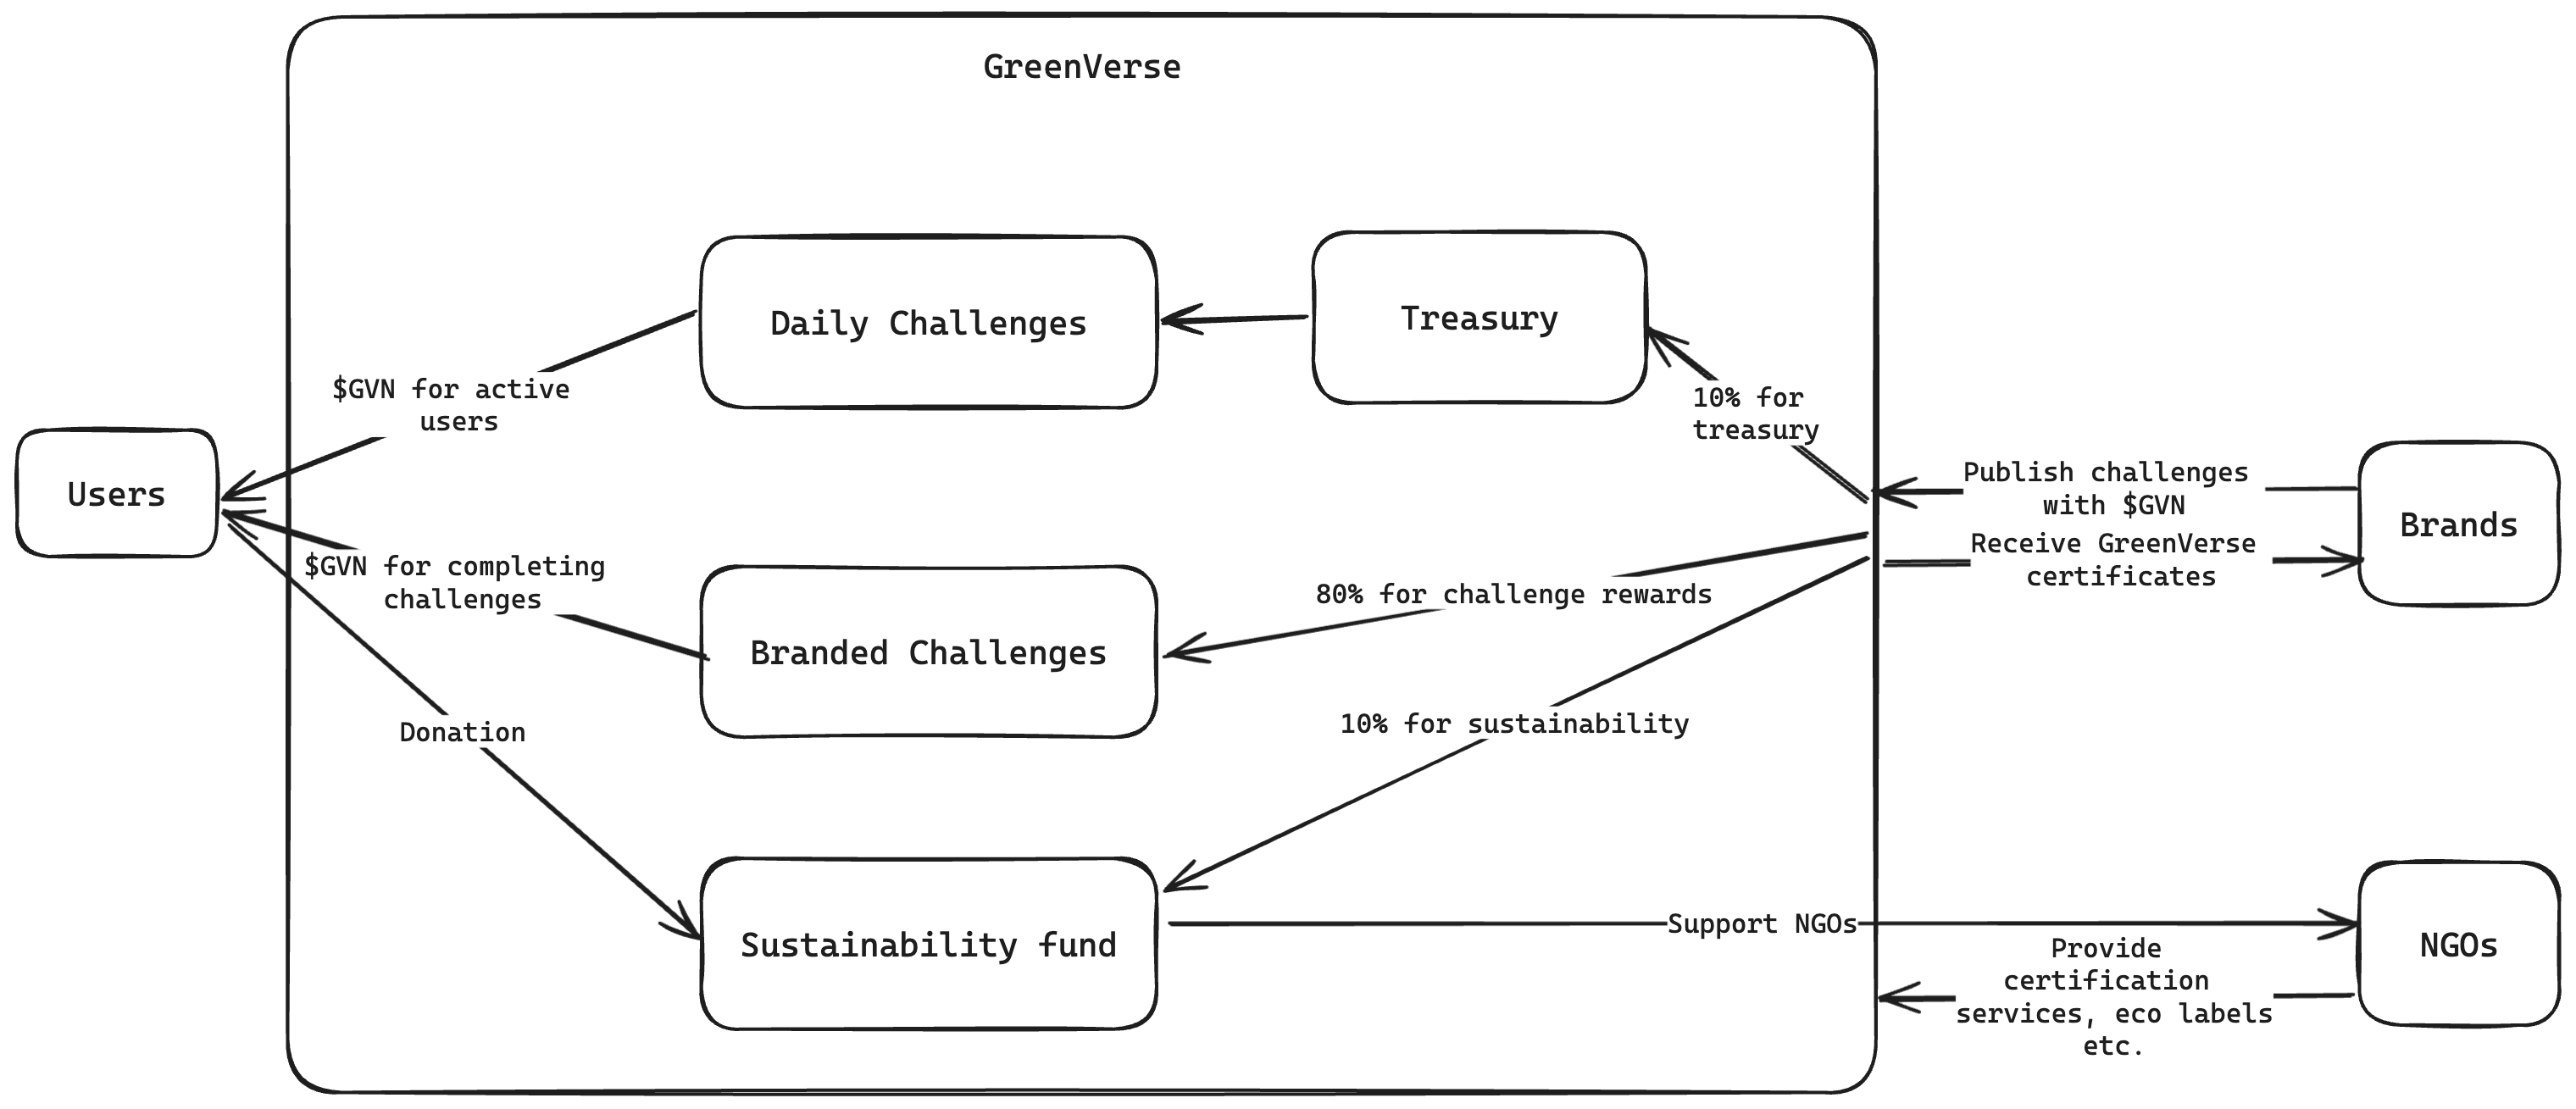 GreenVerse
Daily Challenges
Treasury
$GVN for active
users
10% for
treasury
Users
Publish challenges
with $GVN
Brands
Receive GreenVerse
certificates
$GVN for completing
challenges
80% for challenge rewards
Branded Challenges
10% for sustainability
Donation
Sustainability fund
Support NGOs
NGOs
Provide
certification
services, eco labels
etc.